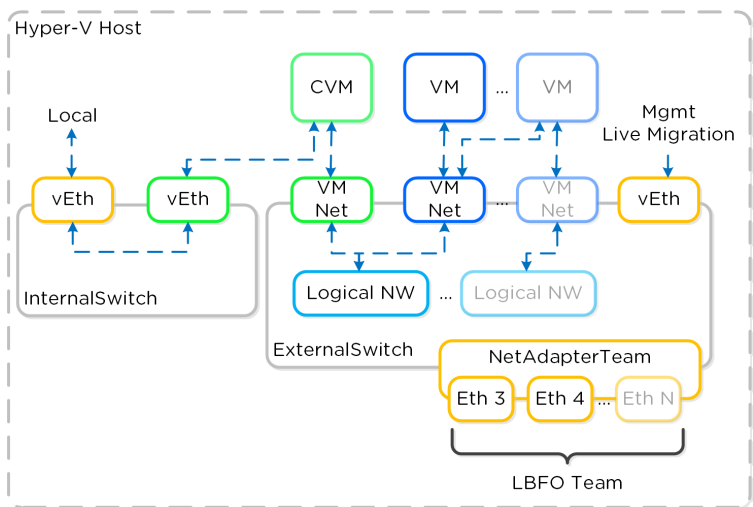 Hyper-V Host
CVM
VM
...
VM
Local
Mgmt
Live Migration
vEth
vEth
VM
Net
VM
Net
...
VM
Net
vEth
InternalSwitch
Logical NW
...
Logical NW
ExternalSwitch
NetAdapterTeam
Eth 3
Eth 4
...
Eth N
LBFO Team